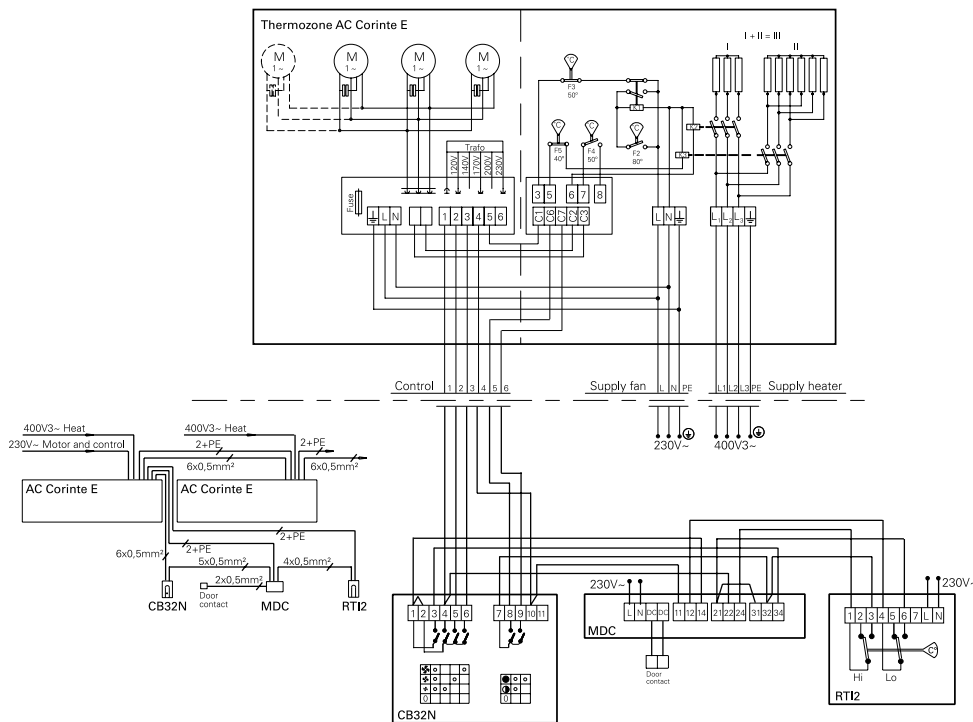 Thermozone AC Corinte E
I + II = III
I II
M M M M
1~ 1~ 1~ 1~
F3
60°
K1
K2
F5
40°
F4
50°
F2
80°
K3
Trafo
120V 140V 170V 200V 230V
Fuse
3 5 6 7 8
L N 1 2 3 4 5 6 C1 C6 C7 C2 C3 L N L1 L2 L3
Control 1 2 3 4 5 6 Supply fan L N PE L1 L2 L3 PE Supply heater
230V~ 400V3~
400V3~ Heat 400V3~ Heat
230V~ Motor and control 2+PE 2+PE
6x0,5mm² 6x0,5mm²
AC Corinte E AC Corinte E
2+PE
6x0,5mm² 2+PE
5x0,5mm² 4x0,5mm²
2x0,5mm²
CB32N Door contact MDC RTI2
230V~ 230V~
1 2 3 4 5 6 7 8 9 10 11
L N DC DC 11 12 14 21 22 24 31 32 34
MDC
Door
contact
1 2 3 4 5 6 7 L N
C°
Hi Lo
RTI2
0 0
CB32N